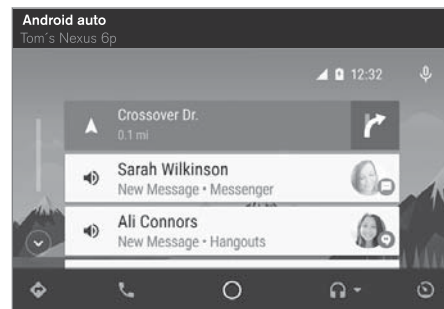 Android auto
Tom´s Nexus 6p
12:32
Crossover Dr.
0.1 mi
Sarah Wilkinson
New Message • Messenger
Ali Connors
New Message • Hangouts